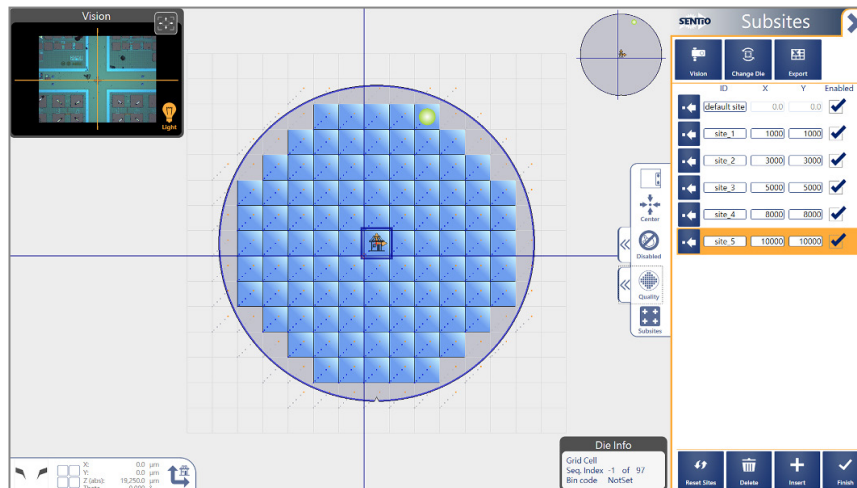 Vision
Light
SENTIO Subsites
Vision
Change Die
Export
ID X Y Enabled
default site 0.0 0.0
site_1 1000 1000
site_2 3000 3000
site_3 5000 5000
site_4 8000 8000
site_5 10000 10000
Center
Disabled
Quality
Subsites
X: 0.0 µm
Y: 0.0 µm
Z (abs): 19,250.0 µm
Die Info
Grid Cell
Seq. Index -1 of 97
Bin code NotSet
Reset Sites
Delete
Insert
Finish